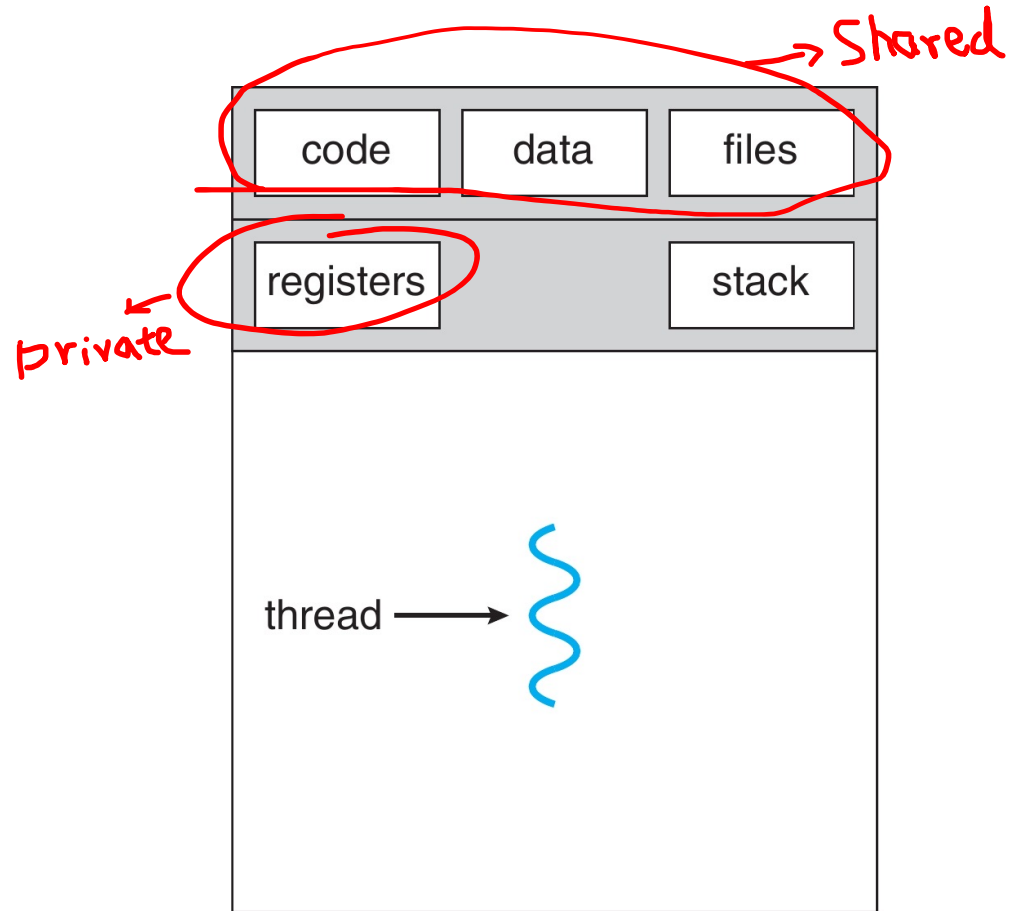 Shared
code data files
registers stack
private
thread